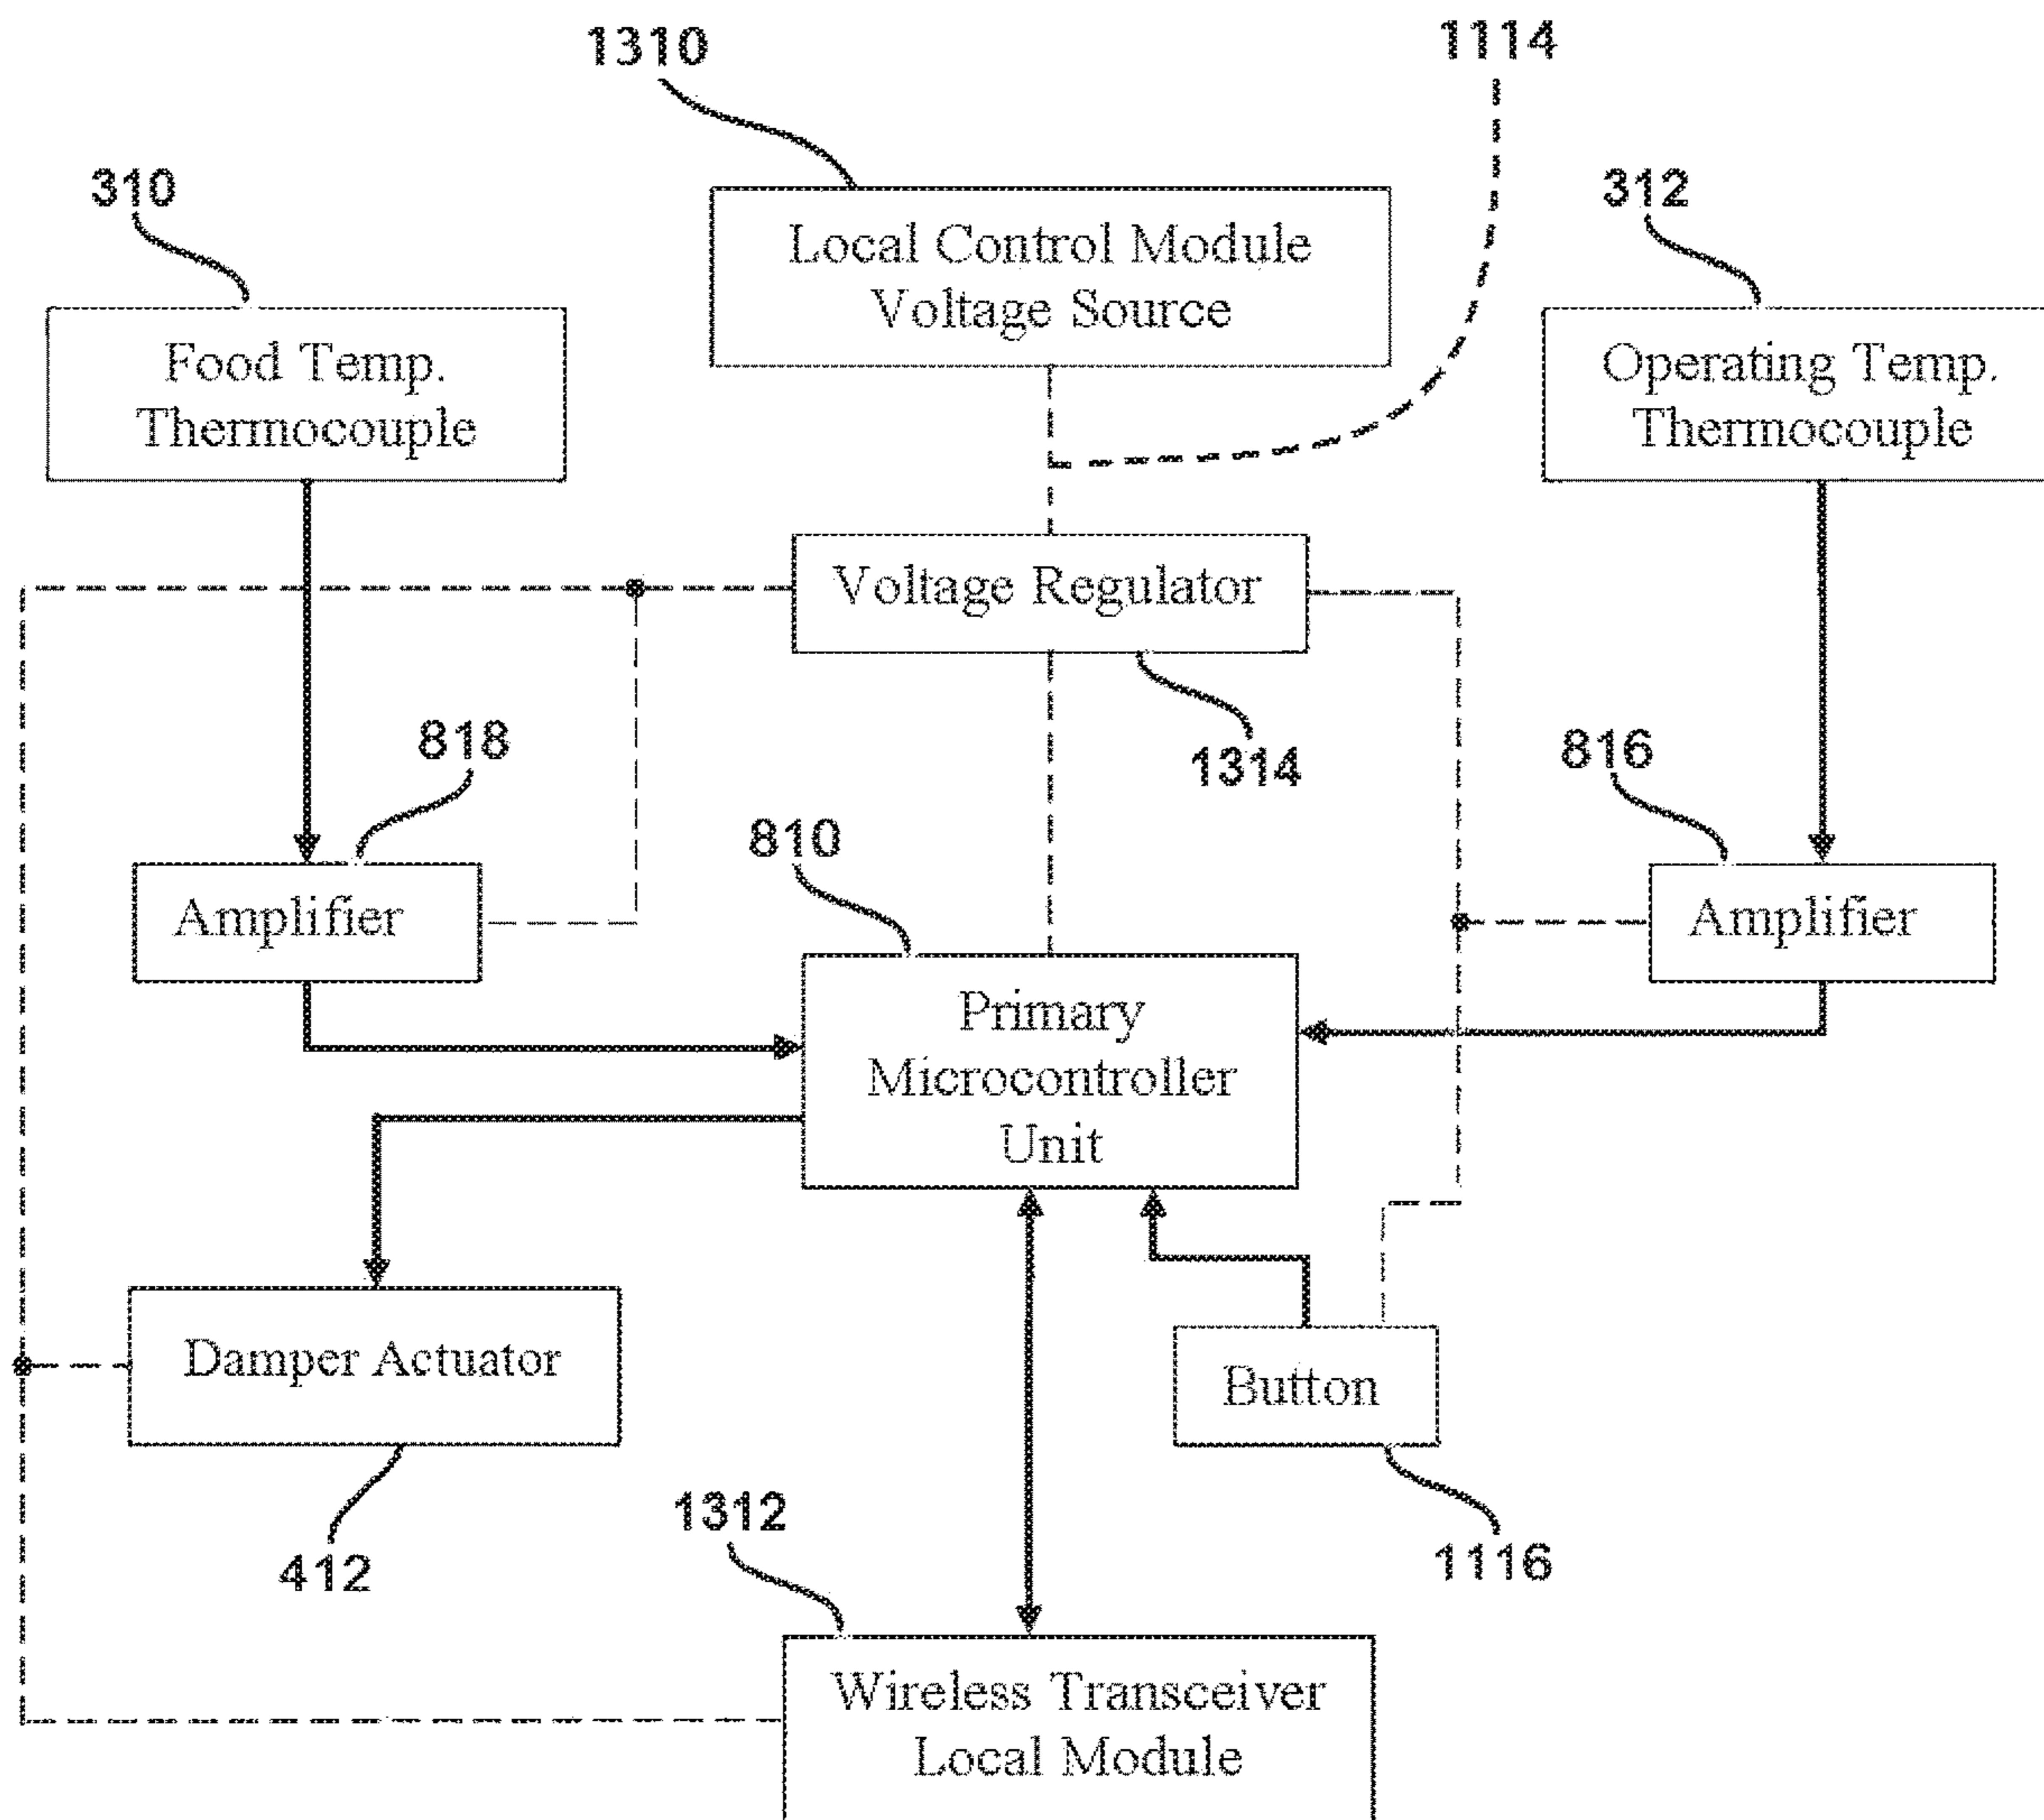 1310
1114
310
312
Local Control Module
Voltage Source
Food Temp.
Thermocouple
Operating Temp.
Thermocouple
Voltage Regulator
1314
818
816
810
Amplifier
Amplifier
Primary
Microcontroller
Unit
Damper Actuator
Button
412
1312
1116
Wireless Transceiver
Local Module